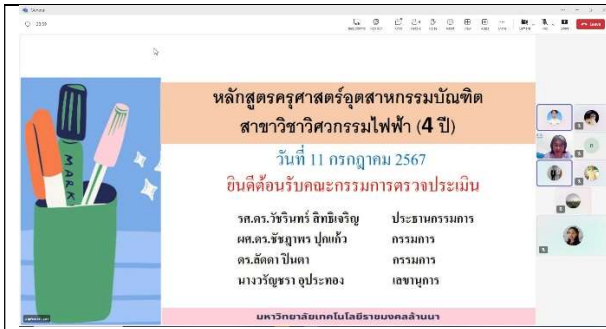 หลักสูตรครุศาสตร์อุตสาหกรรมบัณฑิต
สาขาวิชาวิศวกรรมไฟฟ้า (4 ปี)
วันที่ 11 กรกฎาคม 2567
ยินดีต้อนรับคณะกรรมการตรวจประเมิน
รศ.ดร.วัชรินทร์ สิทธิเจริญ ประธานกรรมการ
ผศ.ดร.ชัชฎาพร ปุกแก้ว กรรมการ
ดร.ลัดดา ปินตา กรรมการ
นางวรัญชรา อุประทอง เลขานุการ
มหาวิทยาลัยเทคโนโลยีราชมงคลล้านนา
MARK
Leave